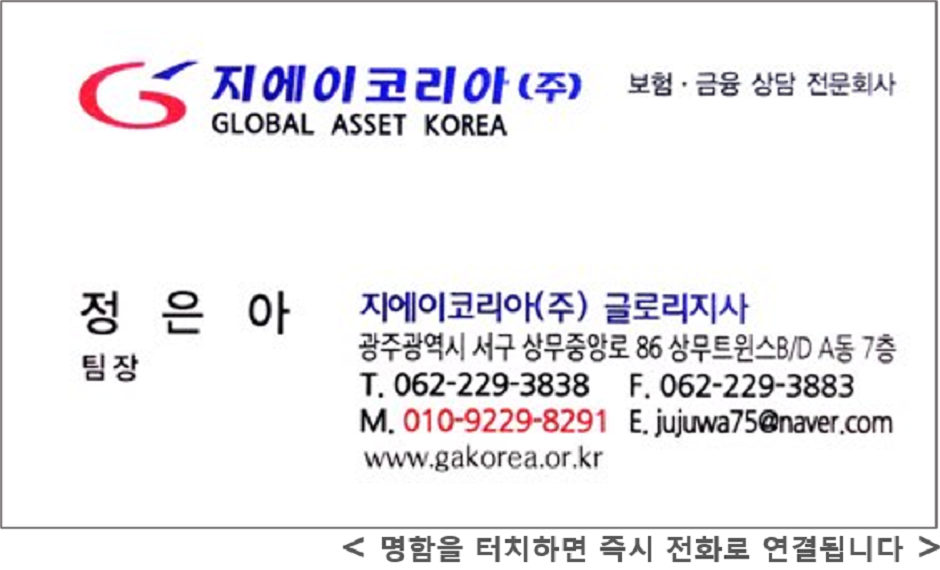 지에이코리아(주) 보험·금융 상담 전문회사
GLOBAL ASSET KOREA
정 은 아
팀장
지에이코리아(주) 글로리지사
광주광역시 서구 상무중앙로 86 상무트윈스B/D A동 7층
T. 062-229-3838 F. 062-229-3883
M. 010-9229-8291 E. jujuwa75@naver.com
www.gakorea.or.kr
< 명함을 터치하면 즉시 전화로 연결됩니다 >